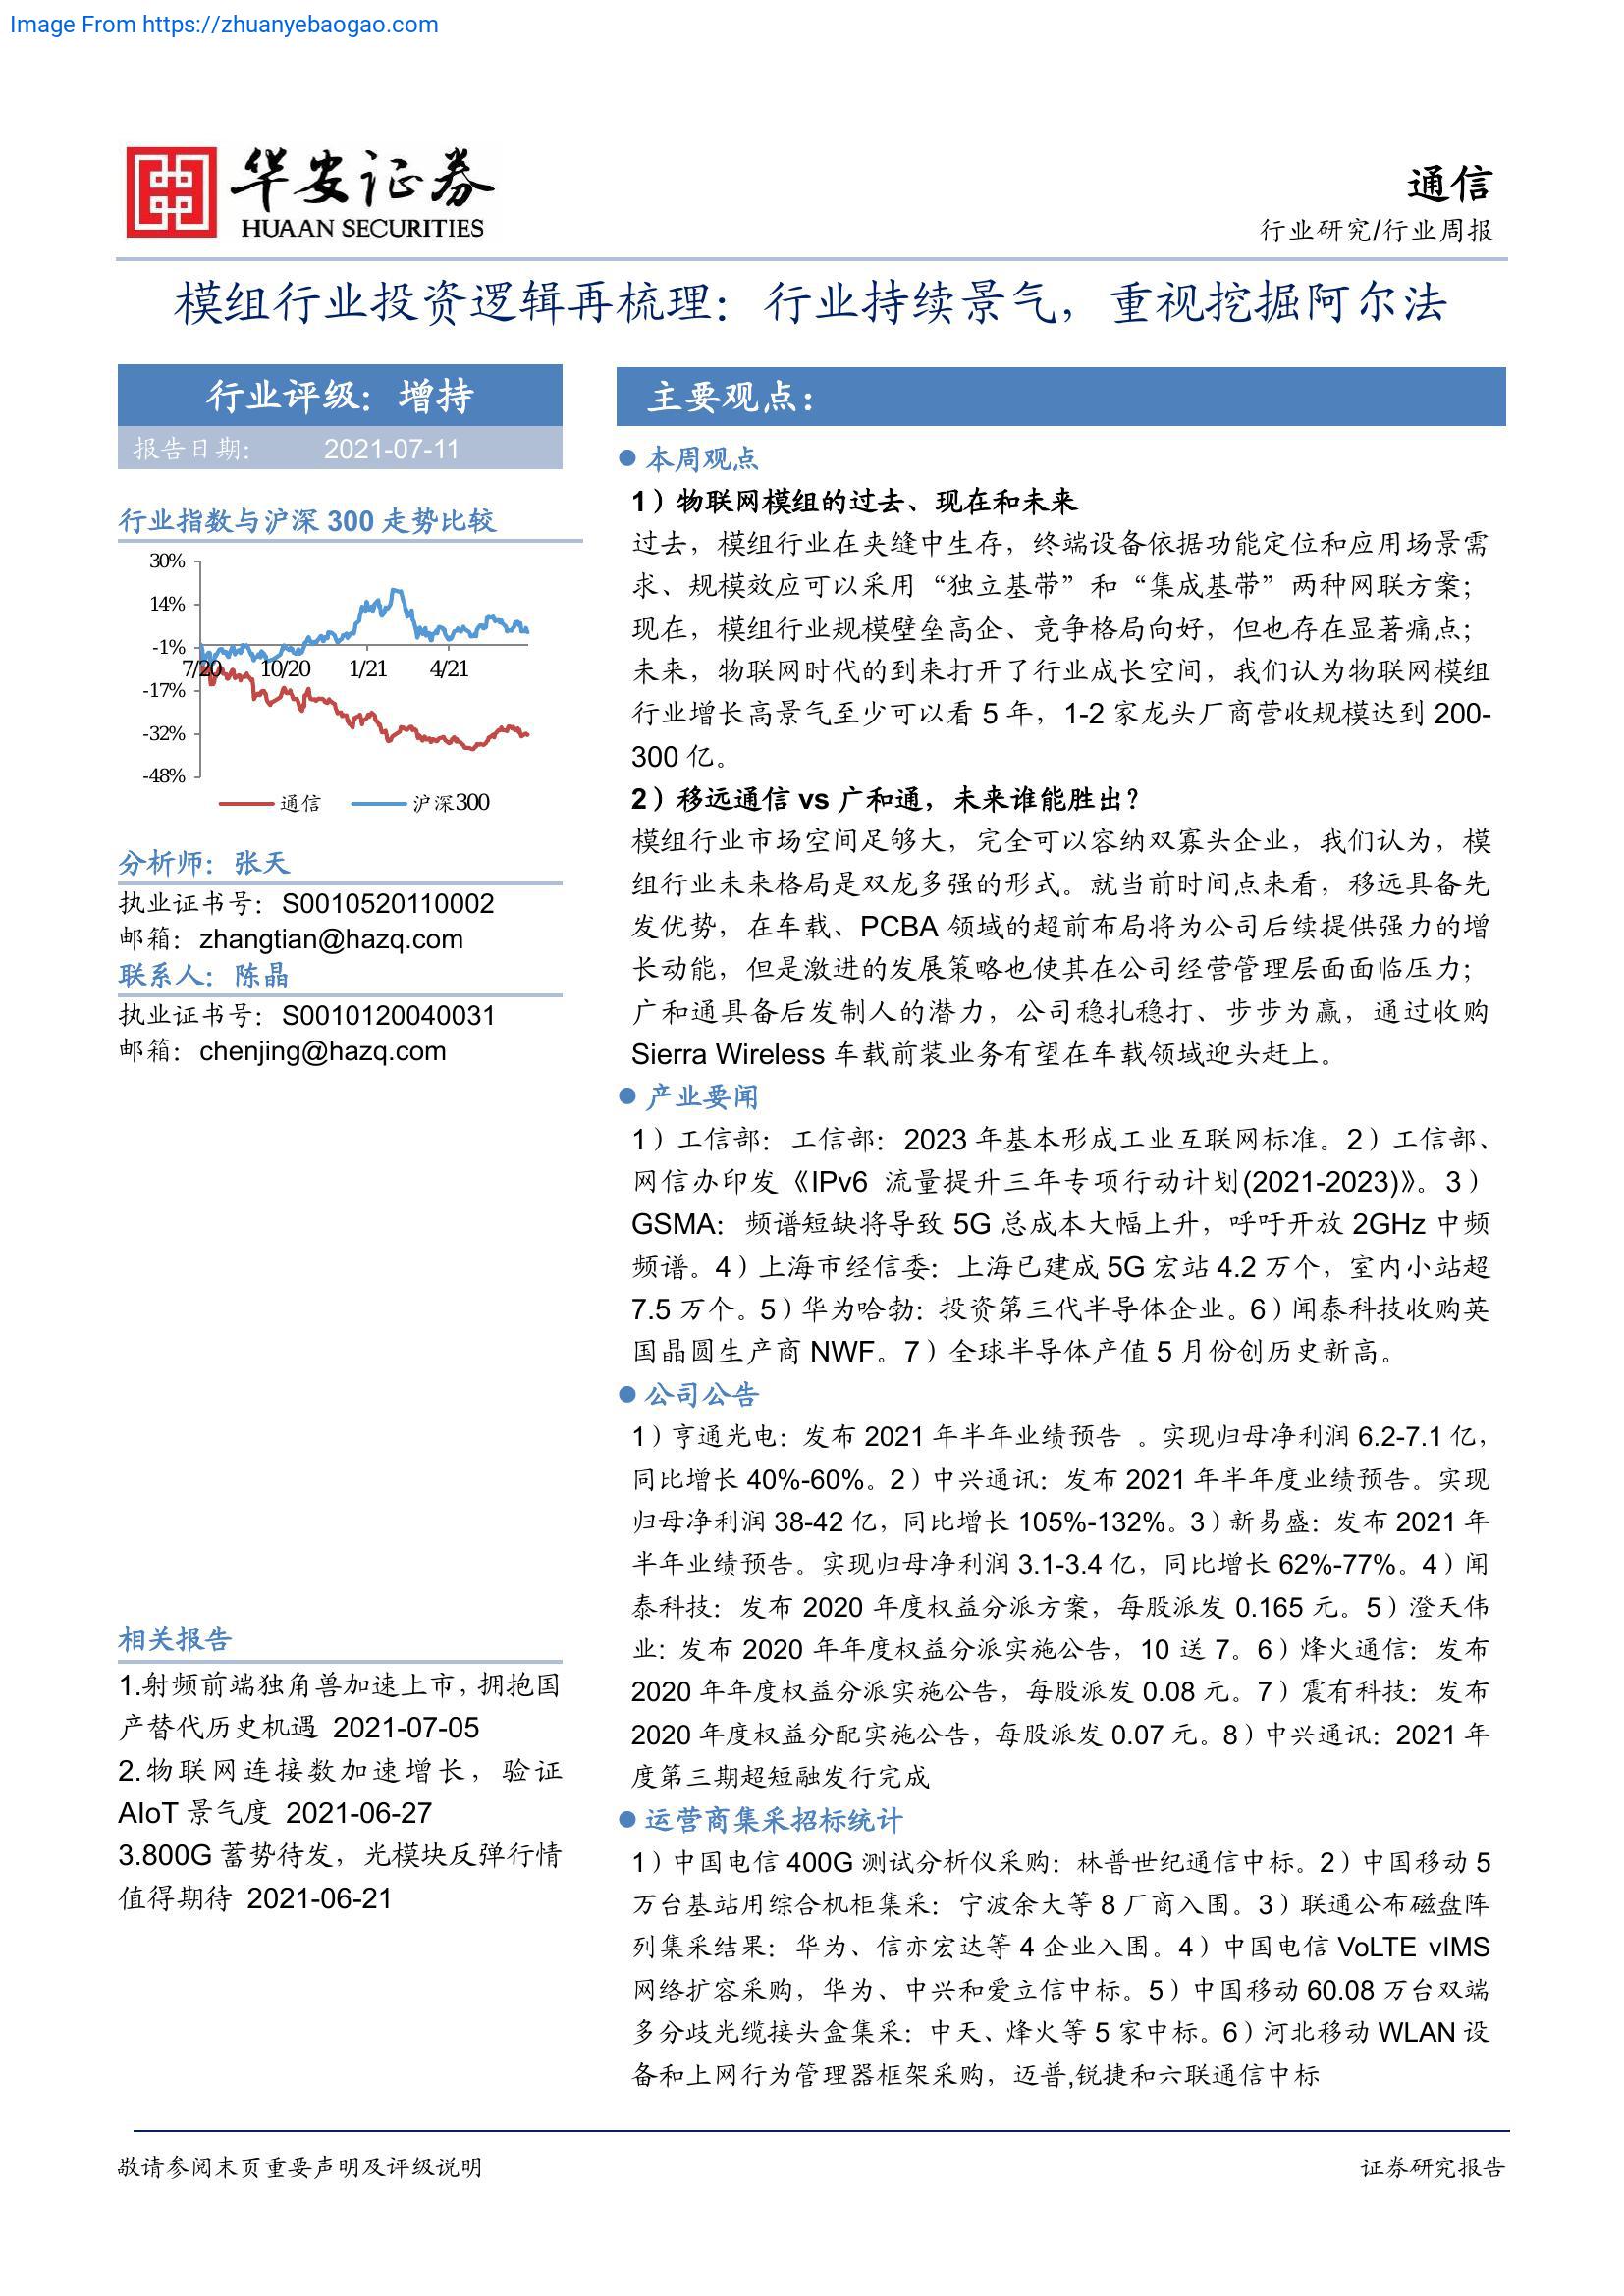 Image From https://zhuanyebaogao.com
华安证券
HUAAN SECURITIES
通信
行业研究/行业周报
模组行业投资逻辑再梳理：行业持续景气，重视挖掘阿尔法
行业评级：增持
报告日期： 2021-07-11
行业指数与沪深 300 走势比较
30%
14%
-1%
7/20 10/20 1/21 4/21
-17%
-32%
-48%
通信 沪深300
分析师：张天
执业证书号：S0010520110002
邮箱：zhangtian@hazq.com
联系人：陈晶
执业证书号：S0010120040031
邮箱：chenjing@hazq.com
相关报告
1.射频前端独角兽加速上市，拥抱国
产替代历史机遇 2021-07-05
2.物联网连接数加速增长，验证
AIoT 景气度 2021-06-27
3.800G 蓄势待发，光模块反弹行情
值得期待 2021-06-21
主要观点：
● 本周观点
1）物联网模组的过去、现在和未来
过去，模组行业在夹缝中生存，终端设备依据功能定位和应用场景需
求、规模效应可以采用“独立基带”和“集成基带”两种网联方案；
现在，模组行业规模壁垒高企、竞争格局向好，但也存在显著痛点；
未来，物联网时代的到来打开了行业成长空间，我们认为物联网模组
行业增长高景气至少可以看 5 年，1-2 家龙头厂商营收规模达到 200-
300 亿。
2）移远通信 vs 广和通，未来谁能胜出？
模组行业市场空间足够大，完全可以容纳双寡头企业，我们认为，模
组行业未来格局是双龙多强的形式。就当前时间点来看，移远具备先
发优势，在车载、PCBA 领域的超前布局将为公司后续提供强力的增
长动能，但是激进的发展策略也使其在公司经营管理层面面临压力；
广和通具备后发制人的潜力，公司稳扎稳打、步步为赢，通过收购
Sierra Wireless 车载前装业务有望在车载领域迎头赶上。
● 产业要闻
1）工信部：工信部：2023 年基本形成工业互联网标准。2）工信部、
网信办印发《IPv6 流量提升三年专项行动计划(2021-2023)》。3）
GSMA：频谱短缺将导致 5G 总成本大幅上升，呼吁开放 2GHz 中频
频谱。4）上海市经信委：上海已建成 5G 宏站 4.2 万个，室内小站超
7.5 万个。5）华为哈勃：投资第三代半导体企业。6）闻泰科技收购英
国晶圆生产商 NWF。7）全球半导体产值 5 月份创历史新高。
● 公司公告
1）亨通光电：发布 2021 年半年业绩预告 。实现归母净利润 6.2-7.1 亿，
同比增长 40%-60%。2）中兴通讯：发布 2021 年半年度业绩预告。实现
归母净利润 38-42 亿，同比增长 105%-132%。3）新易盛：发布 2021 年
半年业绩预告。实现归母净利润 3.1-3.4 亿，同比增长 62%-77%。4）闻
泰科技：发布 2020 年度权益分派方案，每股派发 0.165 元。5）澄天伟
业：发布 2020 年年度权益分派实施公告，10 送 7。6）烽火通信：发布
2020 年年度权益分派实施公告，每股派发 0.08 元。7）震有科技：发布
2020 年度权益分配实施公告，每股派发 0.07 元。8）中兴通讯：2021 年
度第三期超短融发行完成
● 运营商集采招标统计
1）中国电信 400G 测试分析仪采购：林普世纪通信中标。2）中国移动 5
万台基站用综合机柜集采：宁波余大等 8 厂商入围。3）联通公布磁盘阵
列集采结果：华为、信亦宏达等 4 企业入围。4）中国电信 VoLTE vIMS
网络扩容采购，华为、中兴和爱立信中标。5）中国移动 60.08 万台双端
多分歧光缆接头盒集采：中天、烽火等 5 家中标。6）河北移动 WLAN 设
备和上网行为管理器框架采购，迈普,锐捷和六联通信中标
敬请参阅末页重要声明及评级说明
证券研究报告